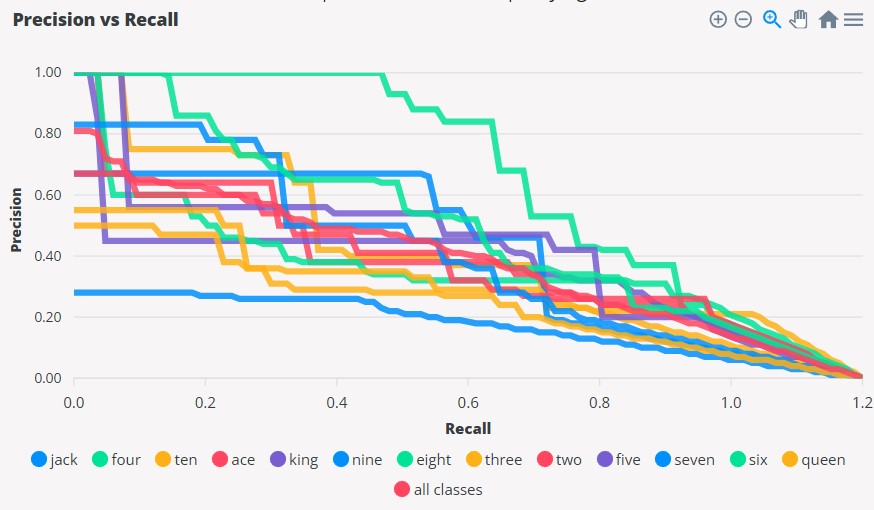 Precision vs Recall
1.00
0.80
0.60
0.40
0.20
0.00
Precision
0.0 0.2 0.4 0.6 0.8 1.0 1.2
Recall
jack four ten ace king nine eight three two five seven six queen
all classes